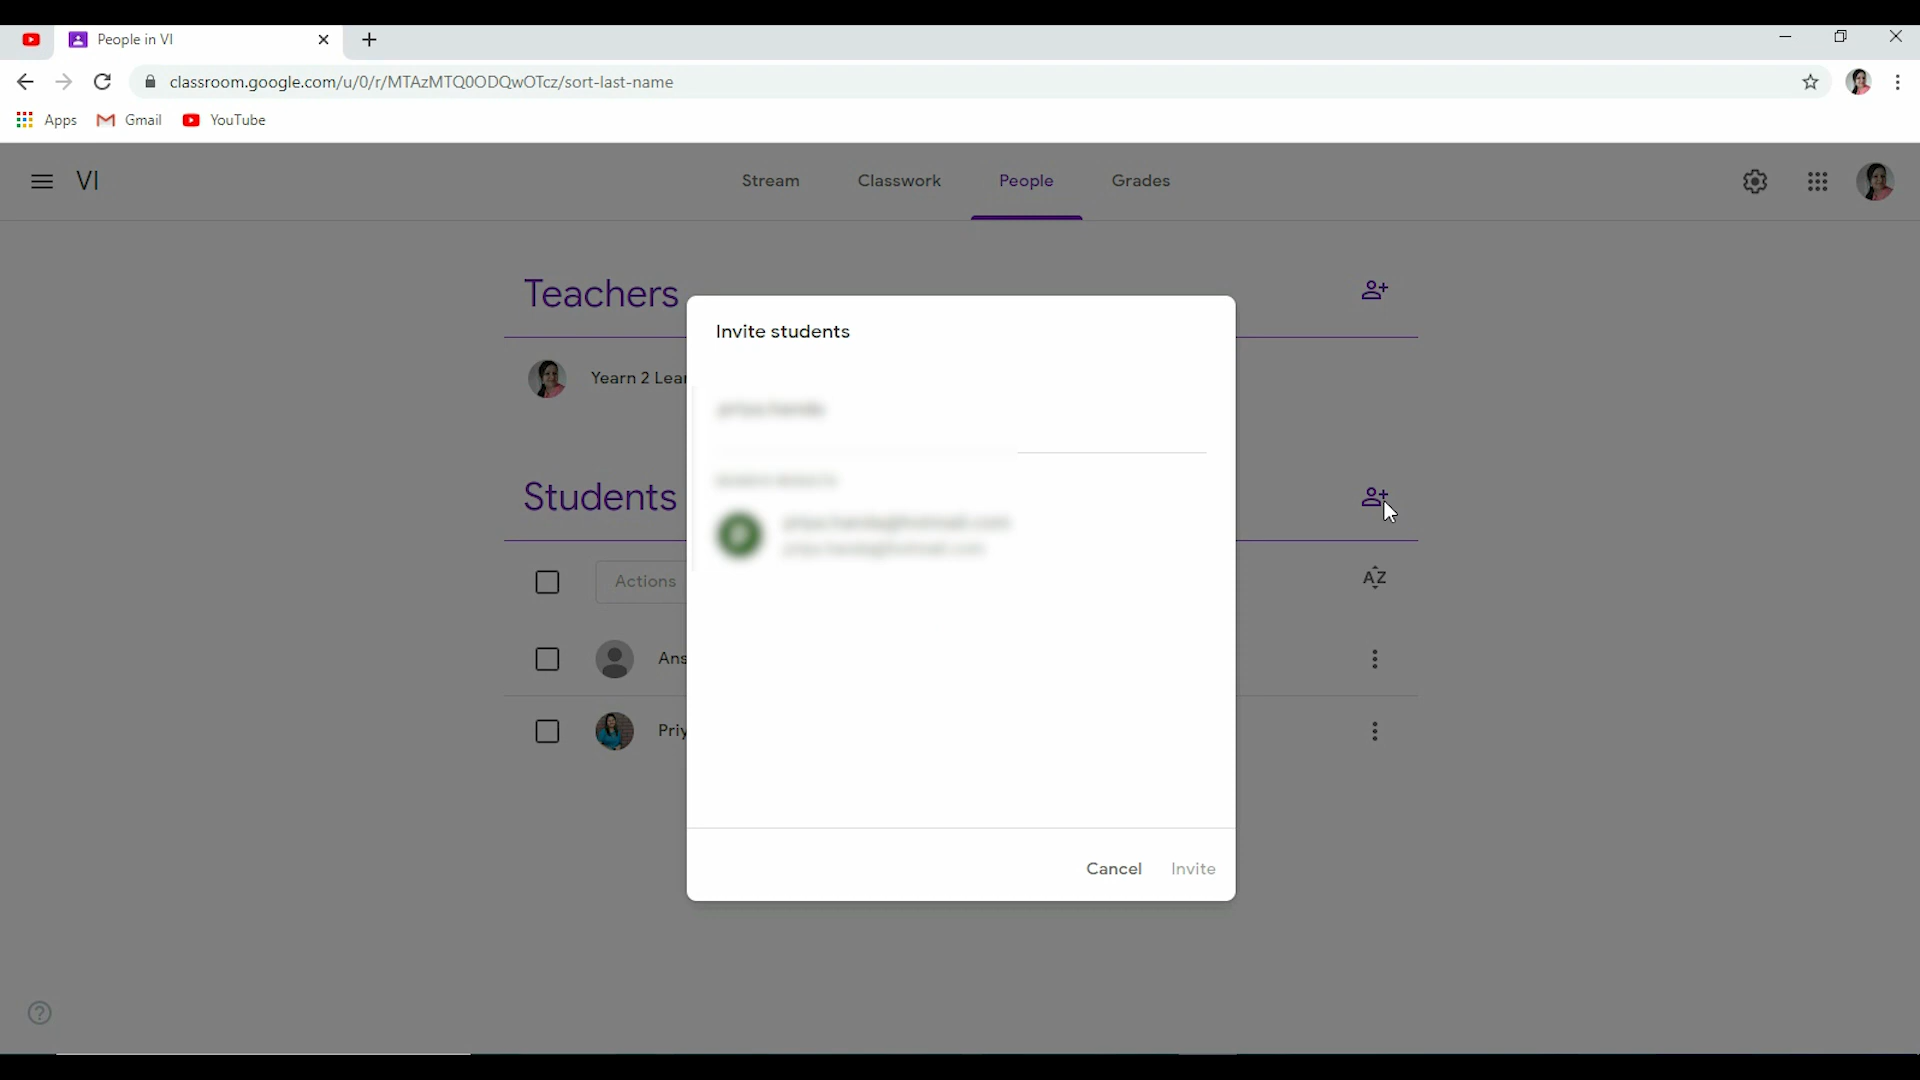 People in VI
classroom.google.com/u/0/r/MTAzMTQ0ODQwOTcz/sort-last-name
Apps Gmail YouTube
VI Stream Classwork People Grades
Teachers
Yearn 2 Lear
Invite students
Students
Actions
AZ
Ans
Priy
Cancel Invite